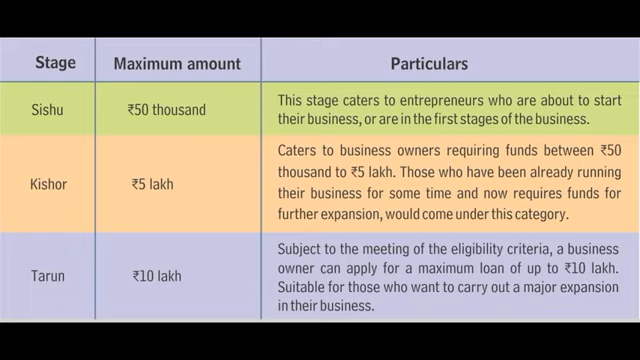 Stage Maximum amount Particulars
Sishu ₹50 thousand This stage caters to entrepreneurs who are about to start
their business, or are in the first stages of the business.
Kishor ₹5 lakh Caters to business owners requiring funds between ₹50
thousand to ₹5 lakh. Those who have been already running
their business for some time and now requires funds for
further expansion, would come under this category.
Tarun ₹10 lakh Subject to the meeting of the eligibility criteria, a business
owner can apply for a maximum loan of up to ₹10 lakh.
Suitable for those who want to carry out a major expansion
in their business.